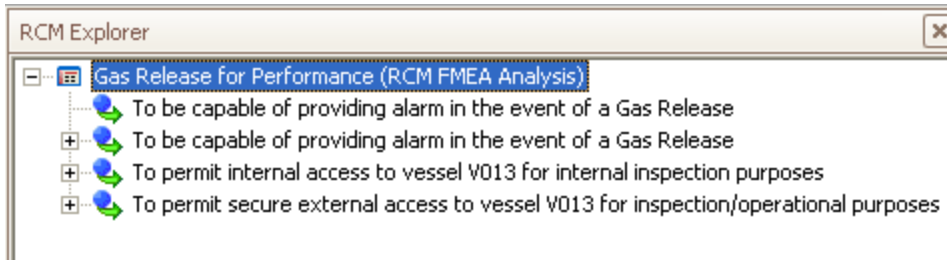 RCM Explorer
Gas Release for Performance (RCM FMEA Analysis)
To be capable of providing alarm in the event of a Gas Release
To be capable of providing alarm in the event of a Gas Release
To permit internal access to vessel V013 for internal inspection purposes
To permit secure external access to vessel V013 for inspection/operational purposes